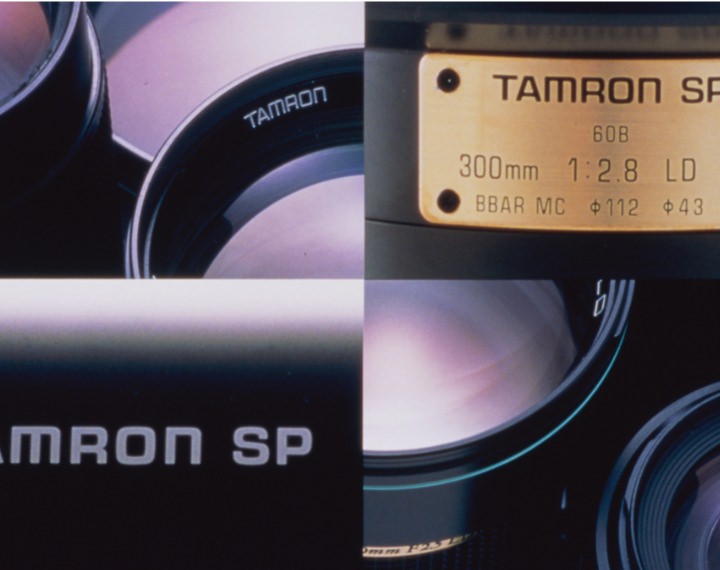 TAMRON
TAMRON SP
60B
300mm 1:2.8 LD
BBAR MC φ112 φ43
AMRON SP